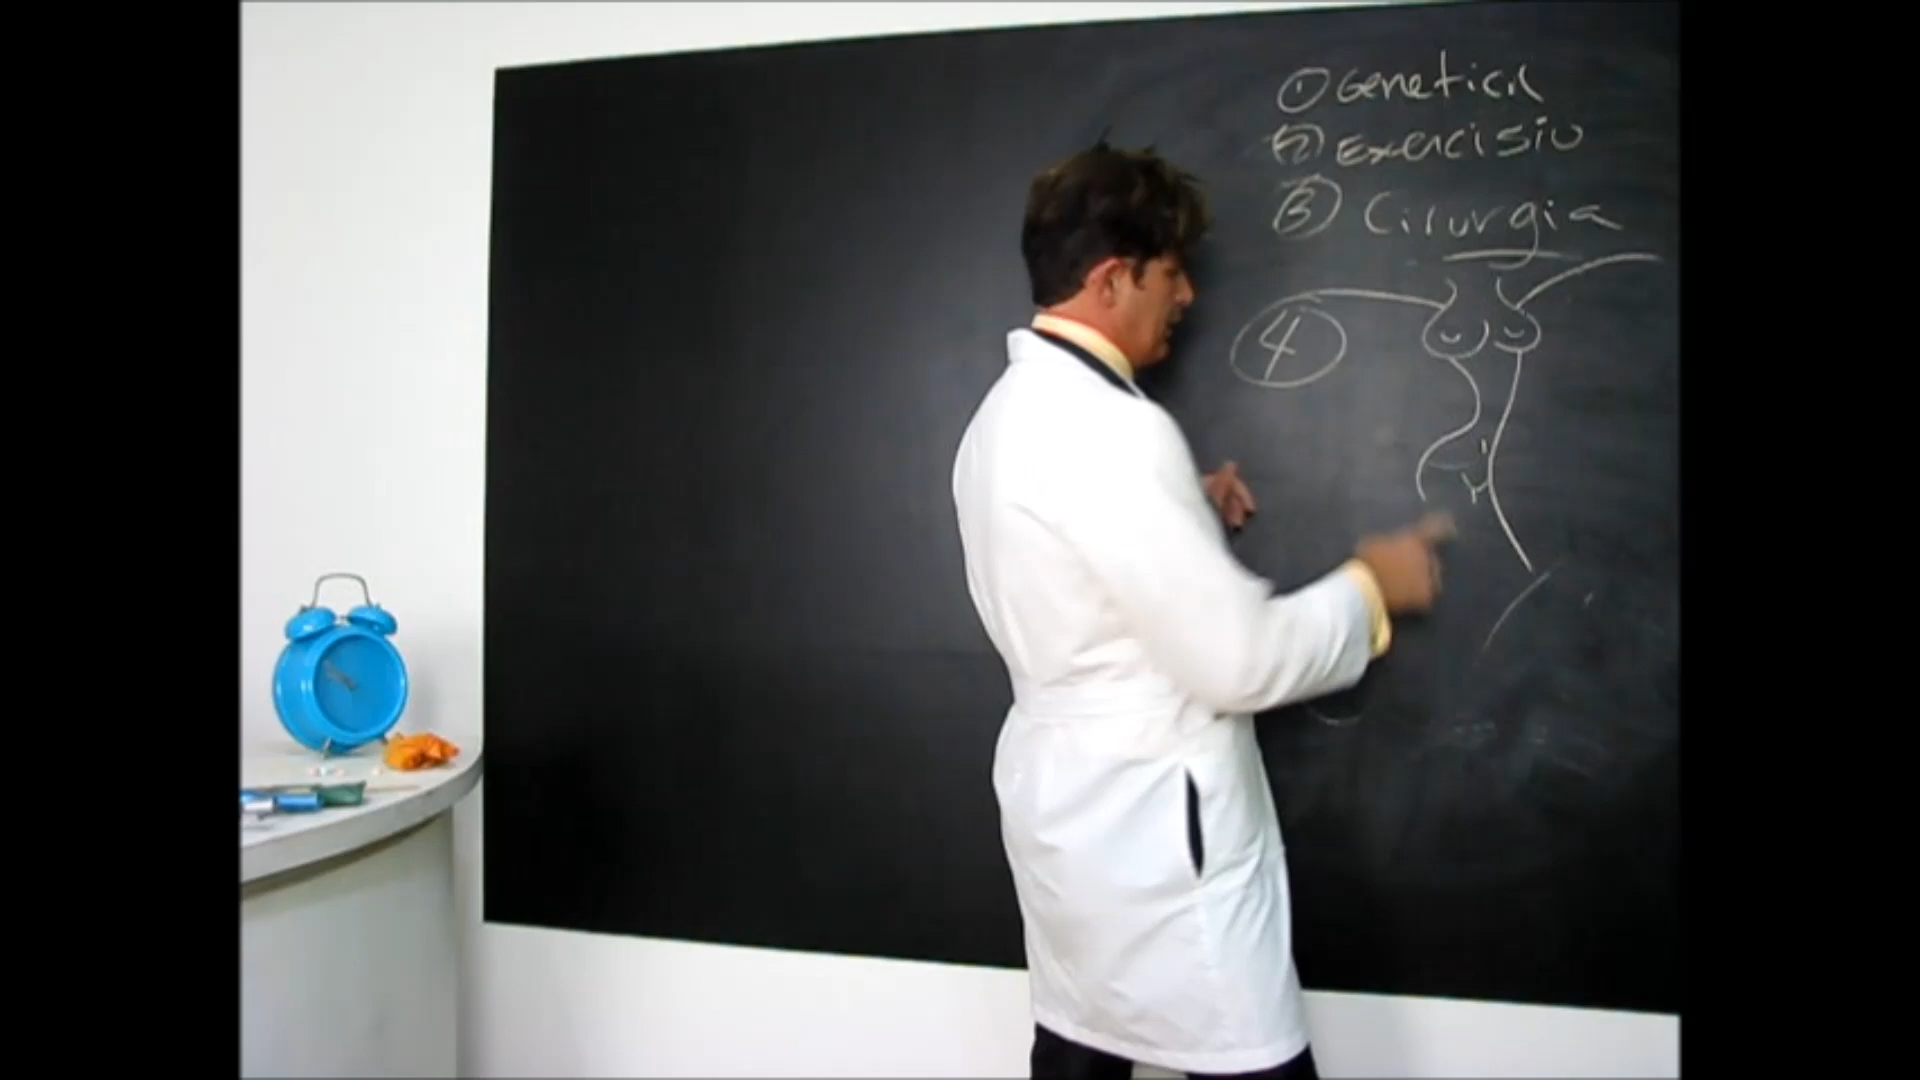 ① Genetica
② Exercisio
③ Cirurgia
④